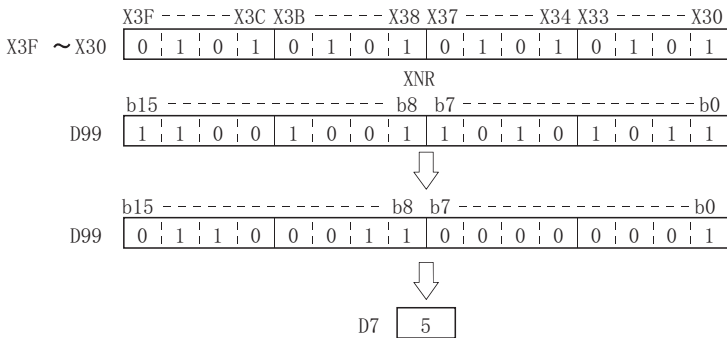 X3F - - - - - X3C X3B - - - - - X38 X37 - - - - - X34 X33 - - - - - X30
X3F ～X30 0 1 0 1 0 1 0 1 0 1 0 1 0 1 0 1
XNR
b15 - - - - - - - - - - - - - - - b8 b7 - - - - - - - - - - - - - - - b0
D99 1 1 0 0 1 0 0 1 1 0 1 0 1 0 1 1
b15 - - - - - - - - - - - - - - - b8 b7 - - - - - - - - - - - - - - - b0
D99 0 1 1 0 0 0 1 1 0 0 0 0 0 0 0 1
D7 5